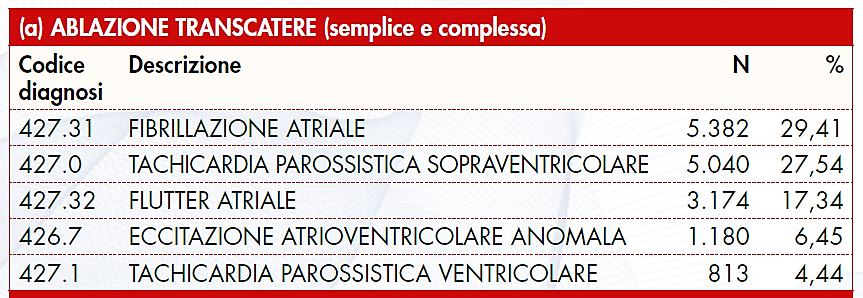 (a) ABLAZIONE TRANSCATERE (semplice e complessa)
Codice diagnosi Descrizione N %
427.31 FIBRILLAZIONE ATRIALE 5.382 29,41
427.0 TACHICARDIA PAROSSISTICA SOPRAVENTRICOLARE 5.040 27,54
427.32 FLUTTER ATRIALE 3.174 17,34
426.7 ECCITAZIONE ATRIOVENTRICOLARE ANOMALA 1.180 6,45
427.1 TACHICARDIA PAROSSISTICA VENTRICOLARE 813 4,44